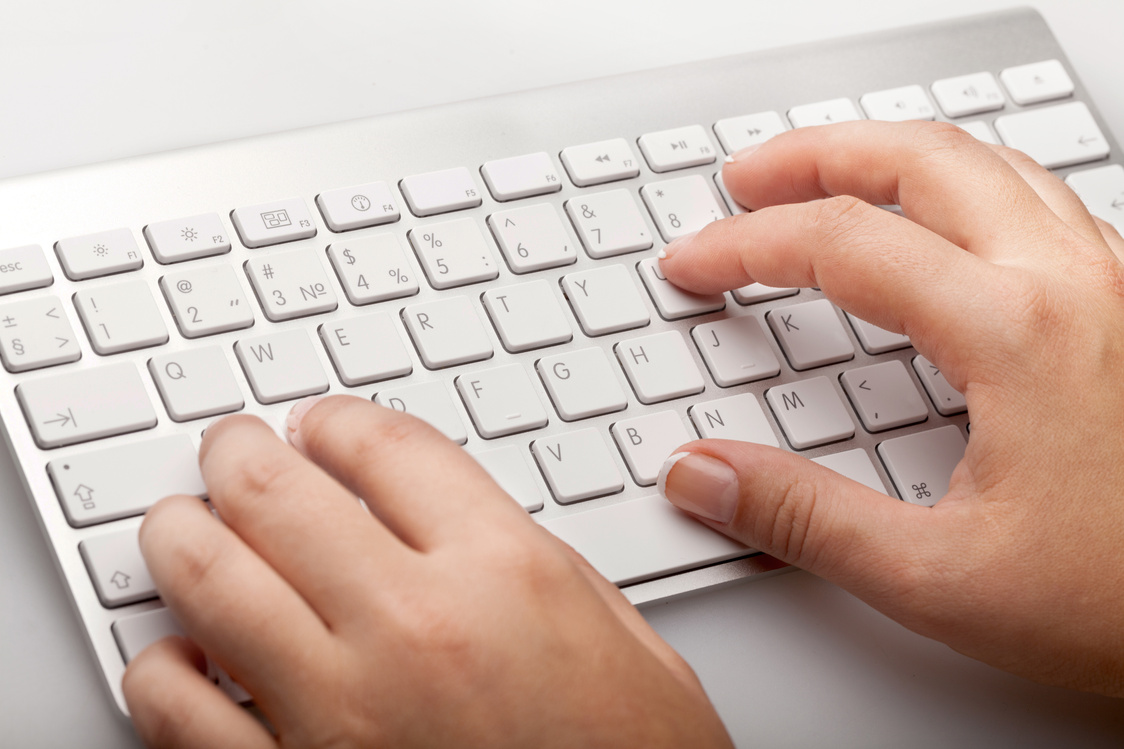 esc F1 F2 F3 F4 F5 F6 F7 F8
± < § > ! 1 @ 2 " # 3 № $ 4 % % 5 : ^ 6 , & 7 . * 8 ;
Q W E R T Y
D F G H J K
V B N M < , >
⌘